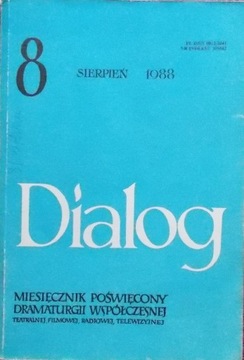 8
SIERPIEŃ 1988
Dialog
MIESIĘCZNIK POŚWIĘCONY
DRAMATURGII WSPÓŁCZESNEJ
TEATRALNEJ, FILMOWEJ, RADIOWEJ, TELEWIZYJNEJ